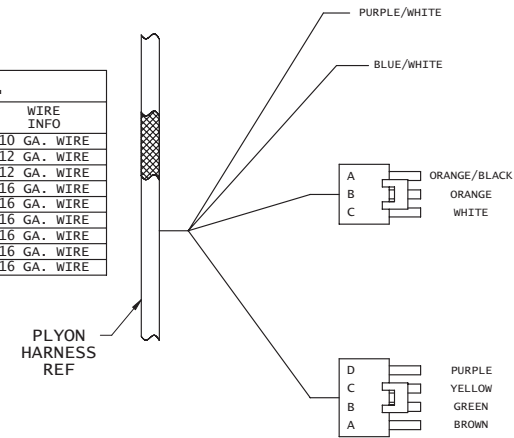 WIRE
INFO
10 GA. WIRE
12 GA. WIRE
12 GA. WIRE
16 GA. WIRE
16 GA. WIRE
16 GA. WIRE
16 GA. WIRE
16 GA. WIRE
16 GA. WIRE
PLYON
HARNESS
REF
PURPLE/WHITE
BLUE/WHITE
A ORANGE/BLACK
B ORANGE
C WHITE
D PURPLE
C YELLOW
B GREEN
A BROWN